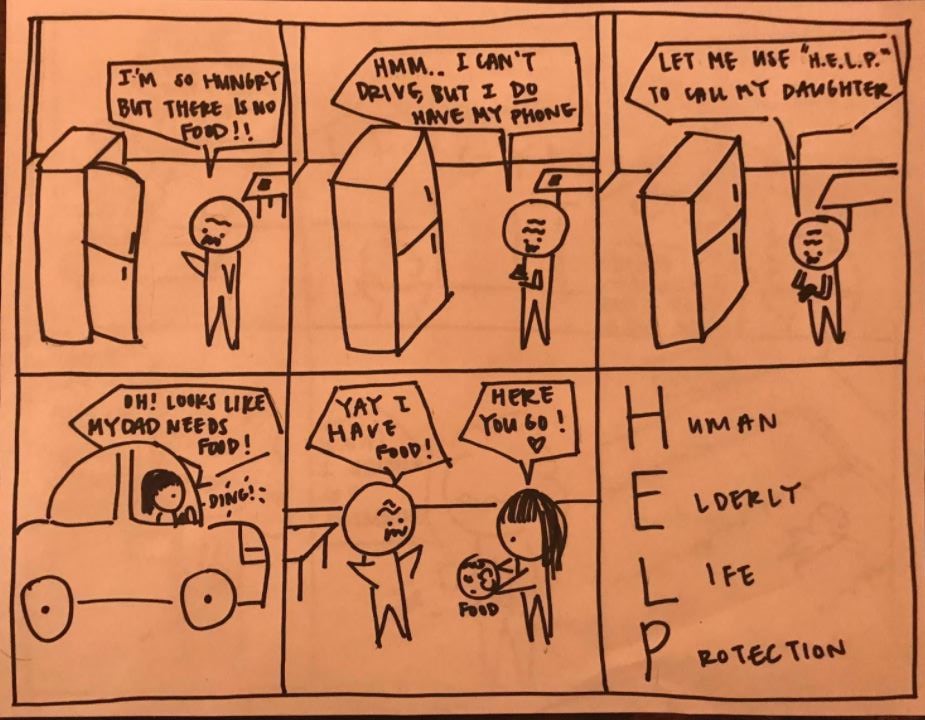 I'M SO HUNGRY
BUT THERE IS NO
FOOD!!
HMM.. I CAN'T
DRIVE, BUT I DO
HAVE MY PHONE
LET ME USE "H.E.L.P."
TO CALL MY DAUGHTER
OH! LOOKS LIKE
MY DAD NEEDS
FOOD!
DING!
YAY I
HAVE
FOOD!
HERE
YOU GO!
FOOD
HUMAN
ELDERLY
LIFE
PROTECTION